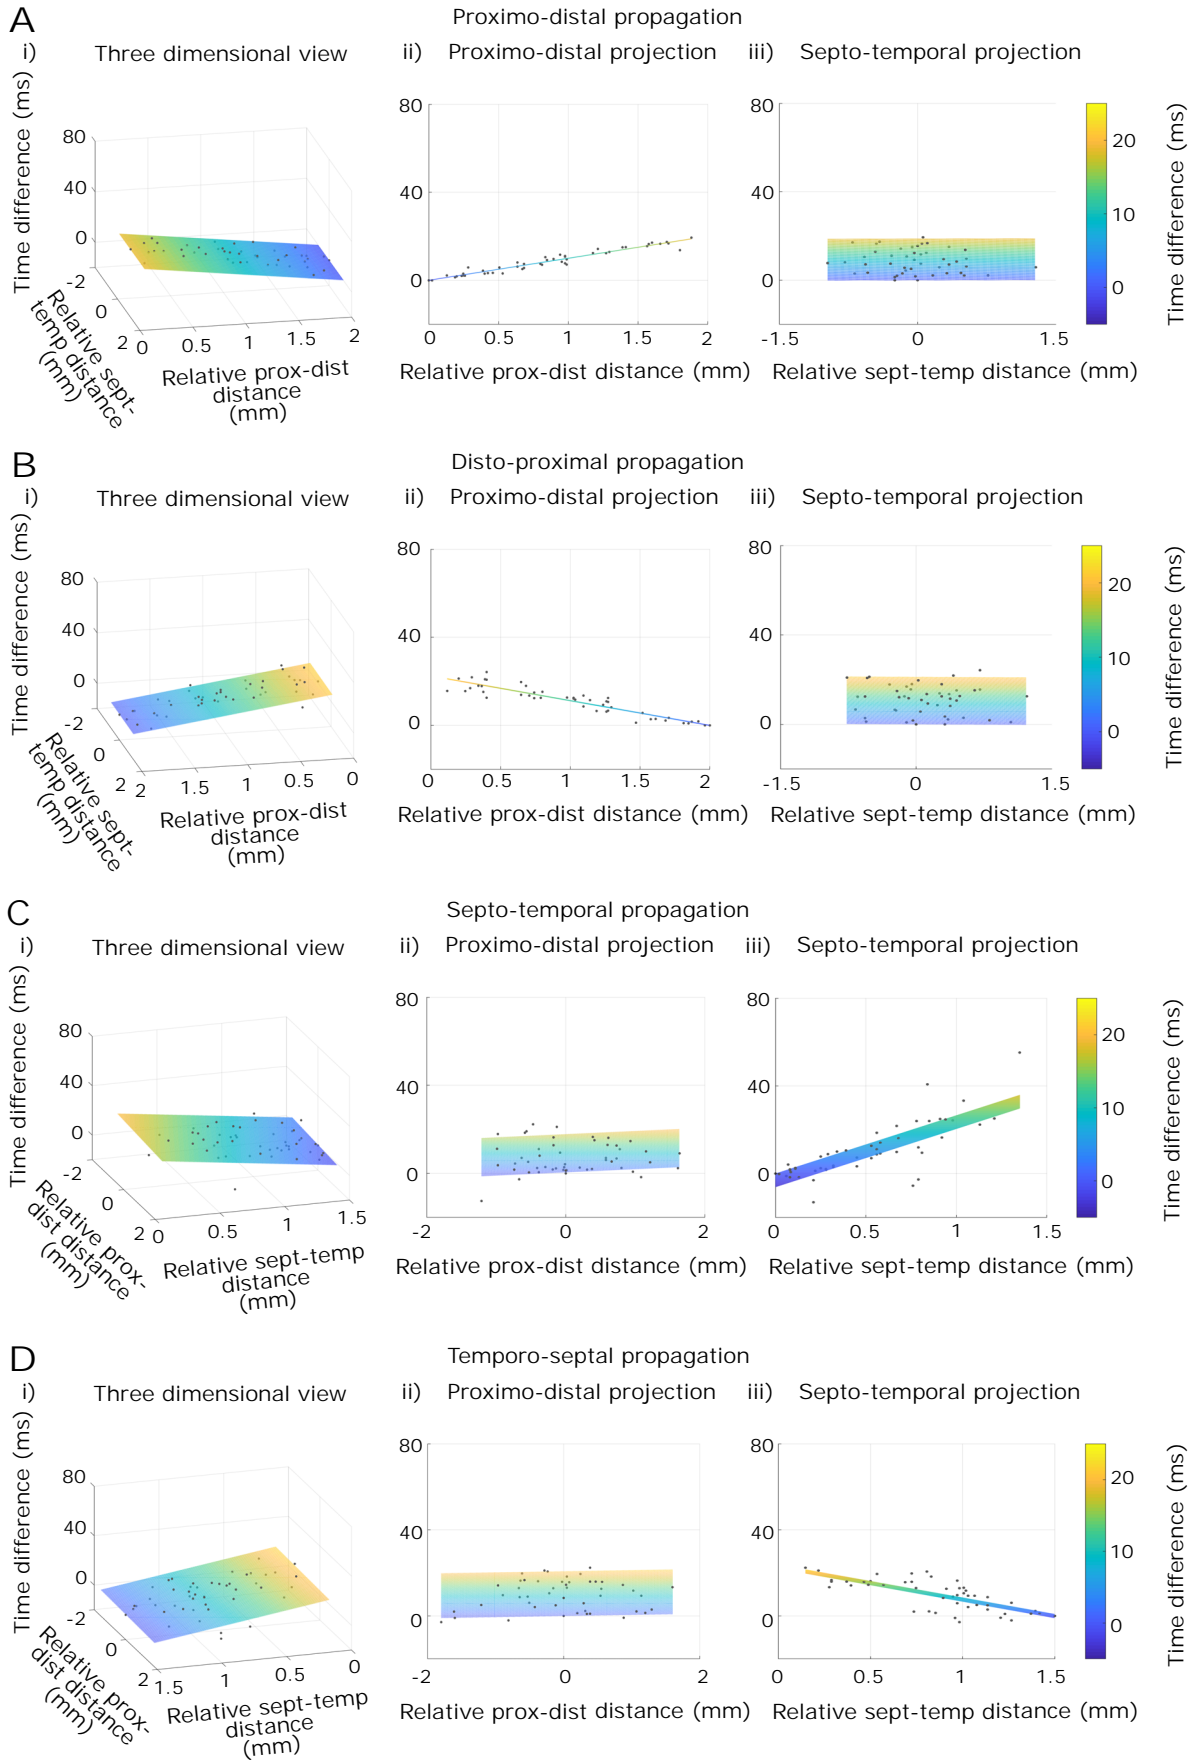 A
Proximo-distal propagation
i) Three dimensional view
ii) Proximo-distal projection
iii) Septo-temporal projection
Time difference (ms)
80
40
0
-2
0
2
Relative sept-
temp distance
(mm)
0 0.5 1 1.5 2
Relative prox-dist
distance
(mm)
80
40
0
0 0.5 1 1.5 2
Relative prox-dist distance (mm)
80
40
0
-1.5 0 1.5
Relative sept-temp distance (mm)
20
10
0
Time difference (ms)
B
Disto-proximal propagation
i) Three dimensional view
ii) Proximo-distal projection
iii) Septo-temporal projection
Time difference (ms)
80
40
0
-2
0
2
Relative sept-
temp distance
(mm)
2 1.5 1 0.5 0
Relative prox-dist
distance
(mm)
80
40
0
0 0.5 1 1.5 2
Relative prox-dist distance (mm)
80
40
0
-1.5 0 1.5
Relative sept-temp distance (mm)
20
10
0
Time difference (ms)
C
Septo-temporal propagation
i) Three dimensional view
ii) Proximo-distal projection
iii) Septo-temporal projection
Time difference (ms)
80
40
0
-2
0
2
Relative prox-
dist distance
(mm)
0 0.5 1 1.5
Relative sept-temp
distance
(mm)
80
40
0
-2 0 2
Relative prox-dist distance (mm)
80
40
0
0 0.5 1 1.5
Relative sept-temp distance (mm)
20
10
0
Time difference (ms)
D
Temporo-septal propagation
i) Three dimensional view
ii) Proximo-distal projection
iii) Septo-temporal projection
Time difference (ms)
80
40
0
-2
0
2
Relative prox-
dist distance
(mm)
1.5 1 0.5 0
Relative sept-temp
distance
(mm)
80
40
0
-2 0 2
Relative prox-dist distance (mm)
80
40
0
0 0.5 1 1.5
Relative sept-temp distance (mm)
20
10
0
Time difference (ms)